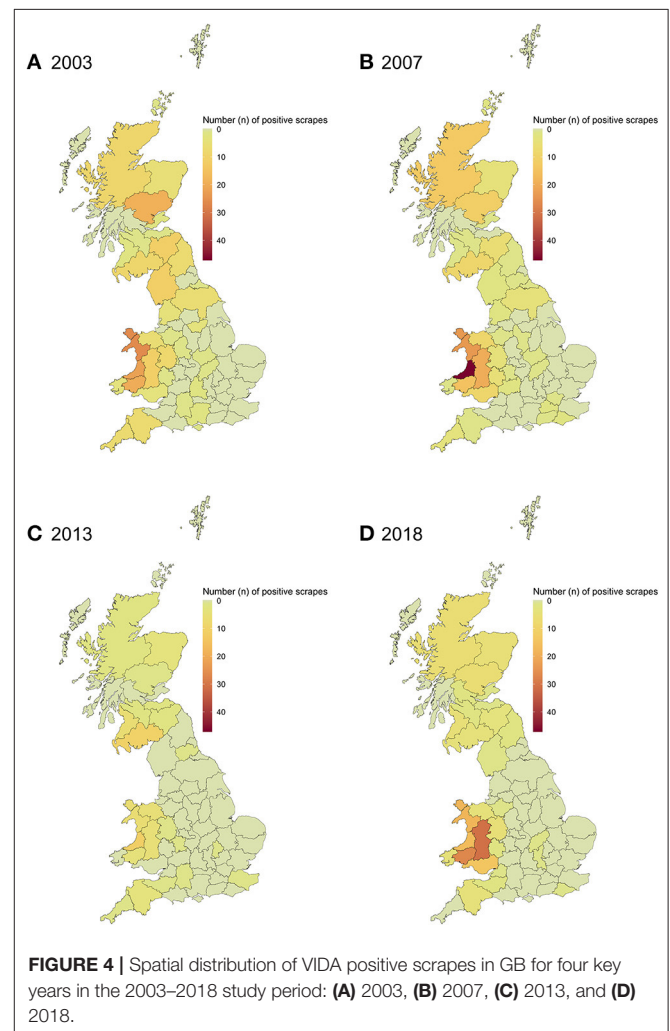 A 2003
Number (n) of positive scrapes
0
10
20
30
40
B 2007
Number (n) of positive scrapes
0
10
20
30
40
C 2013
Number (n) of positive scrapes
0
10
20
30
40
D 2018
Number (n) of positive scrapes
0
10
20
30
40
FIGURE 4 | Spatial distribution of VIDA positive scrapes in GB for four key
years in the 2003–2018 study period: (A) 2003, (B) 2007, (C) 2013, and (D)
2018.